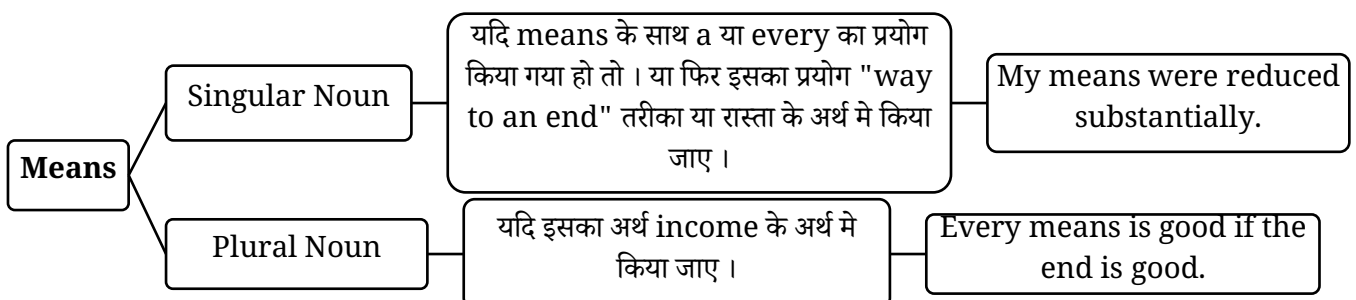 Means
Singular Noun
यदि means के साथ a या every का प्रयोग
किया गया हो तो । या फिर इसका प्रयोग "way
to an end" तरीका या रास्ता के अर्थ मे किया
जाए ।
My means were reduced
substantially.
Plural Noun
यदि इसका अर्थ income के अर्थ मे
किया जाए ।
Every means is good if the
end is good.